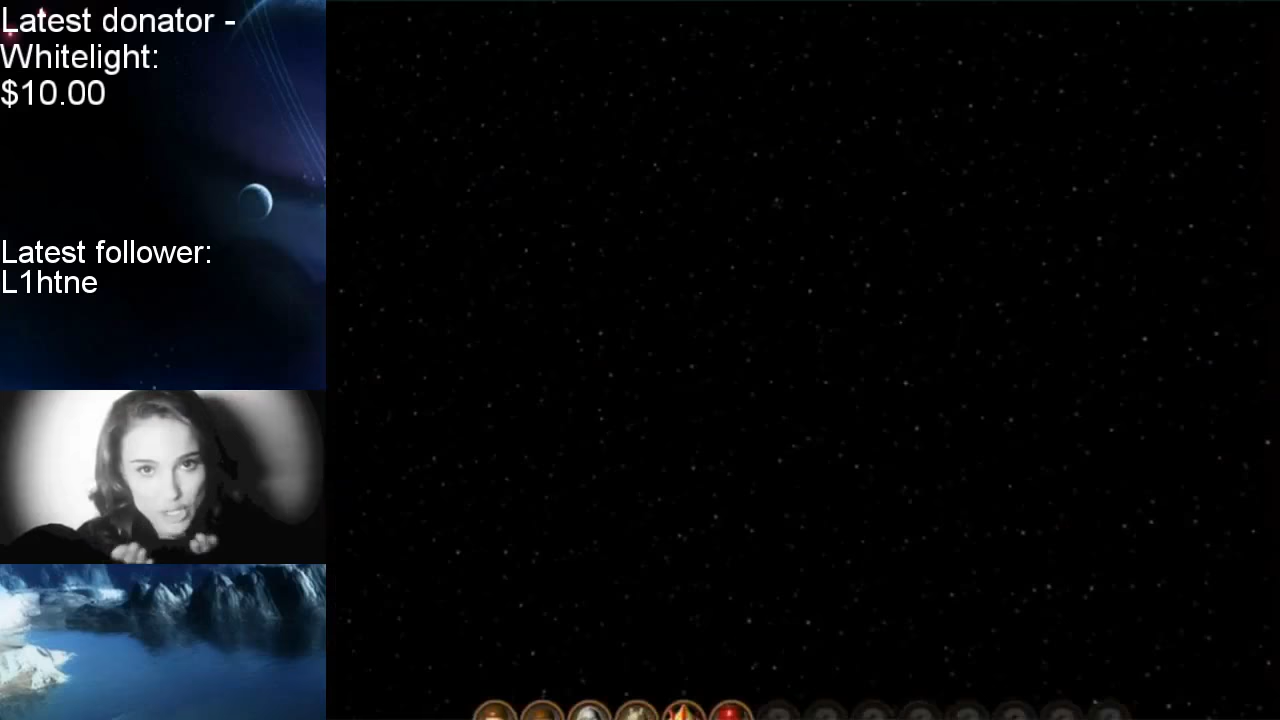 Latest donator -
Whitelight:
$10.00
Latest follower:
L1htne